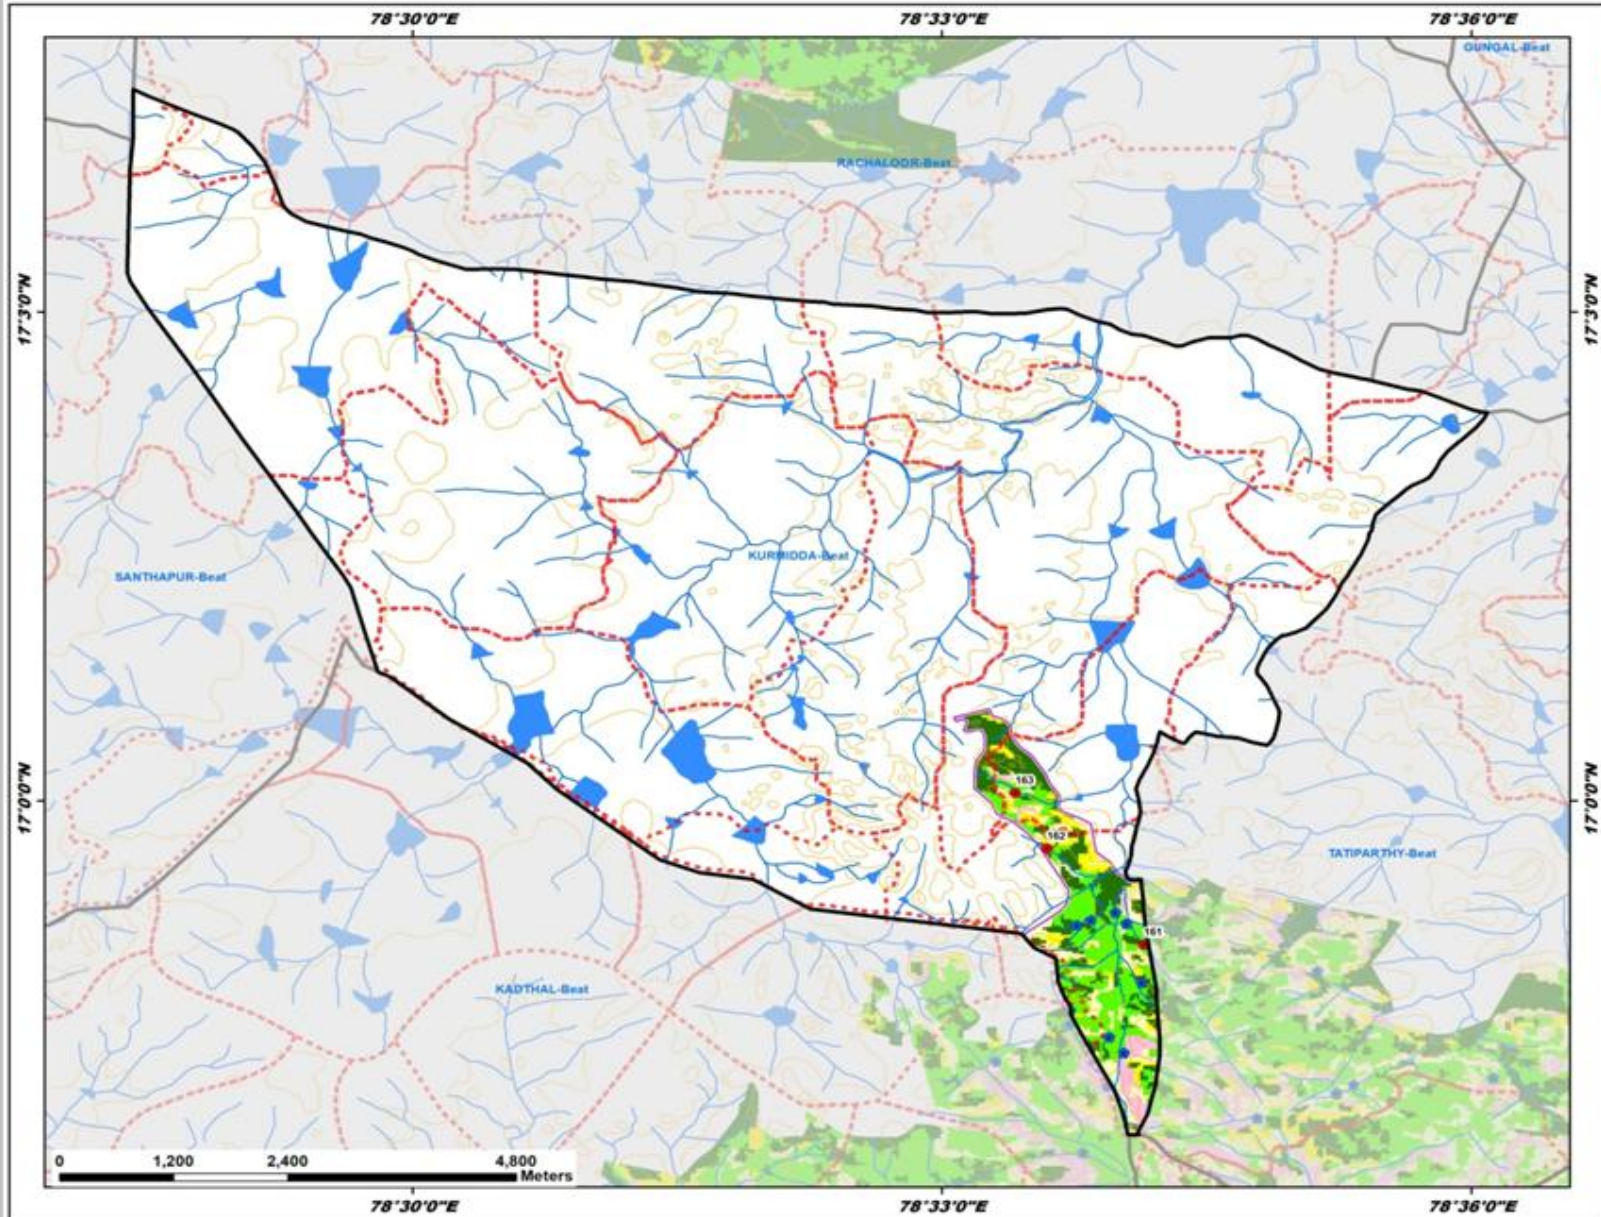 78°30'0"E 78°33'0"E 78°36'0"E
GUNGAL-Beat
RACHALOOR-Beat
17°3'0"N 17°3'0"N
KURMIDDA-Beat
SANTHAPUR-Beat
163
17°0'0"N 17°0'0"N
162
TATIPARTHY-Beat
161
KADTHAL-Beat
0 1,200 2,400 4,800
Meters
78°30'0"E 78°33'0"E 78°36'0"E